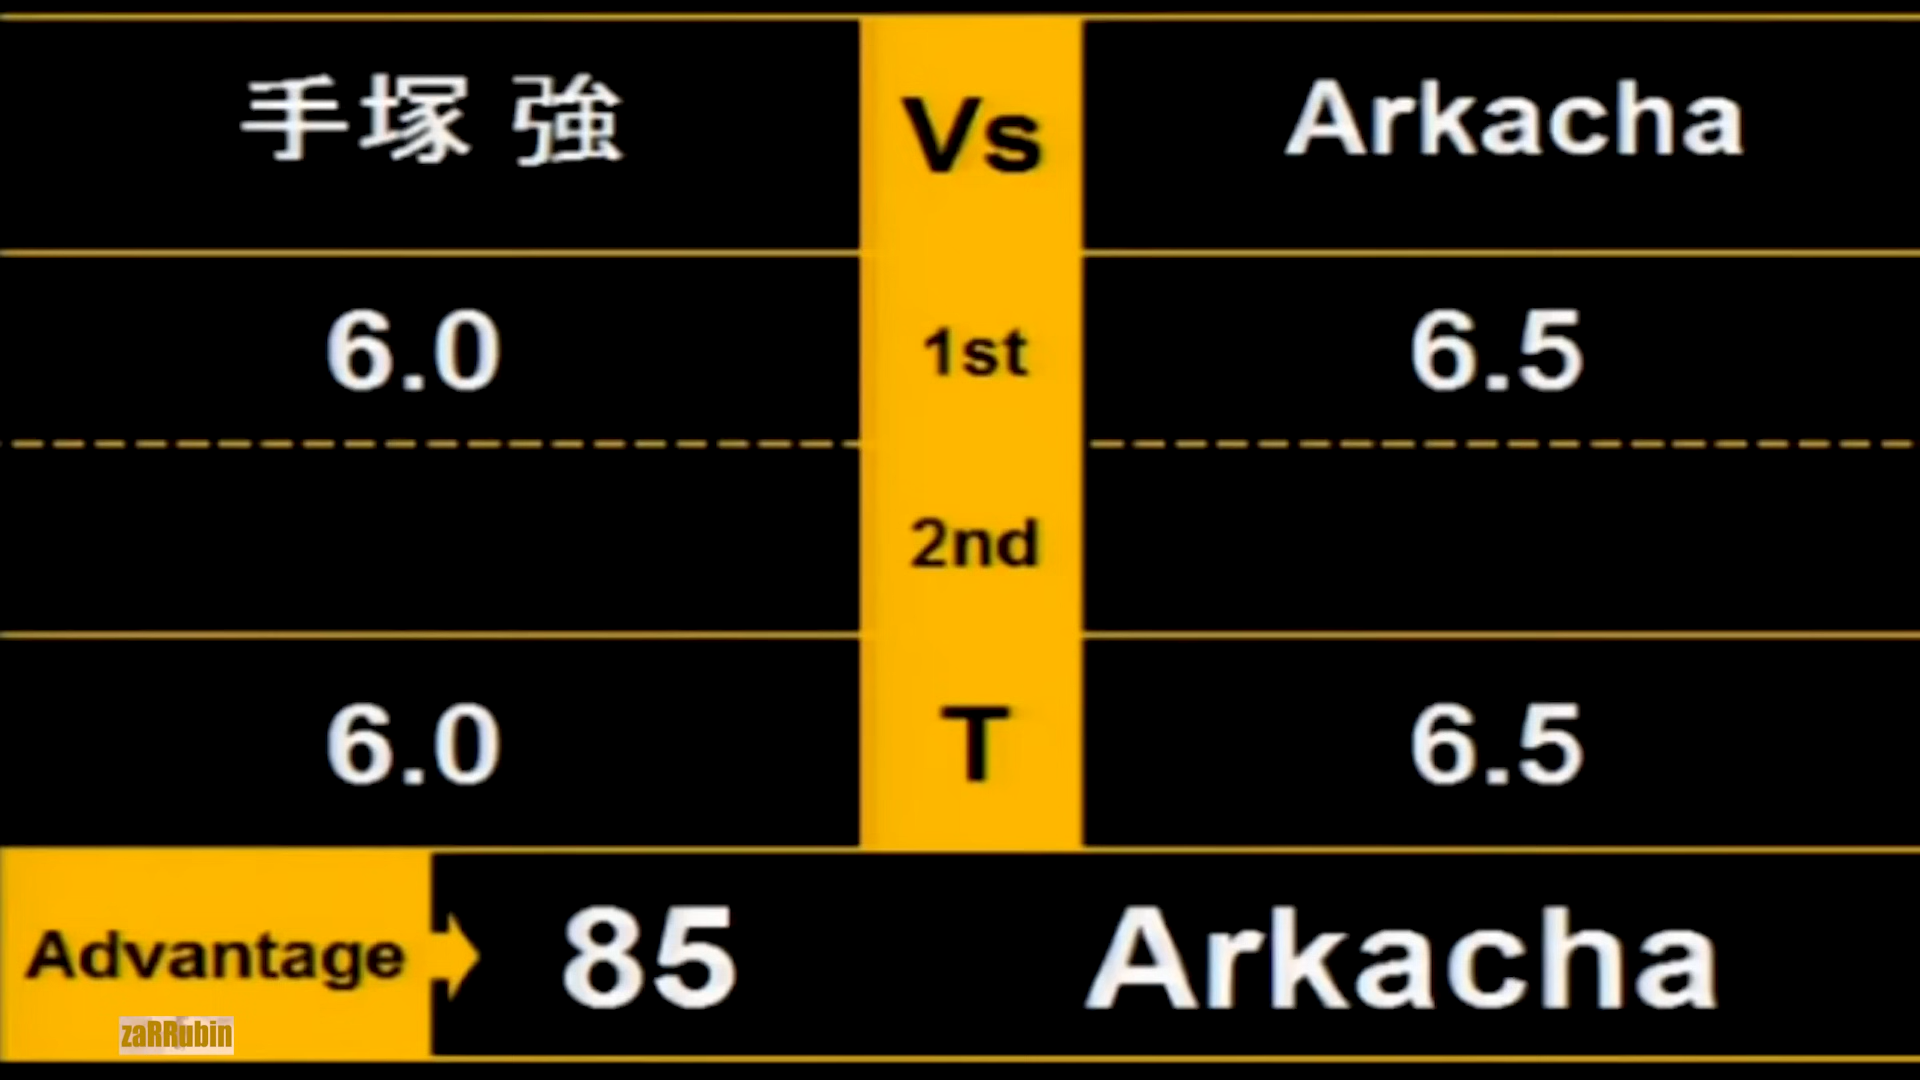 手塚 強 Vs Arkacha
6.0 1st 6.5
2nd
6.0 T 6.5
Advantage 85 Arkacha
zaRRubin